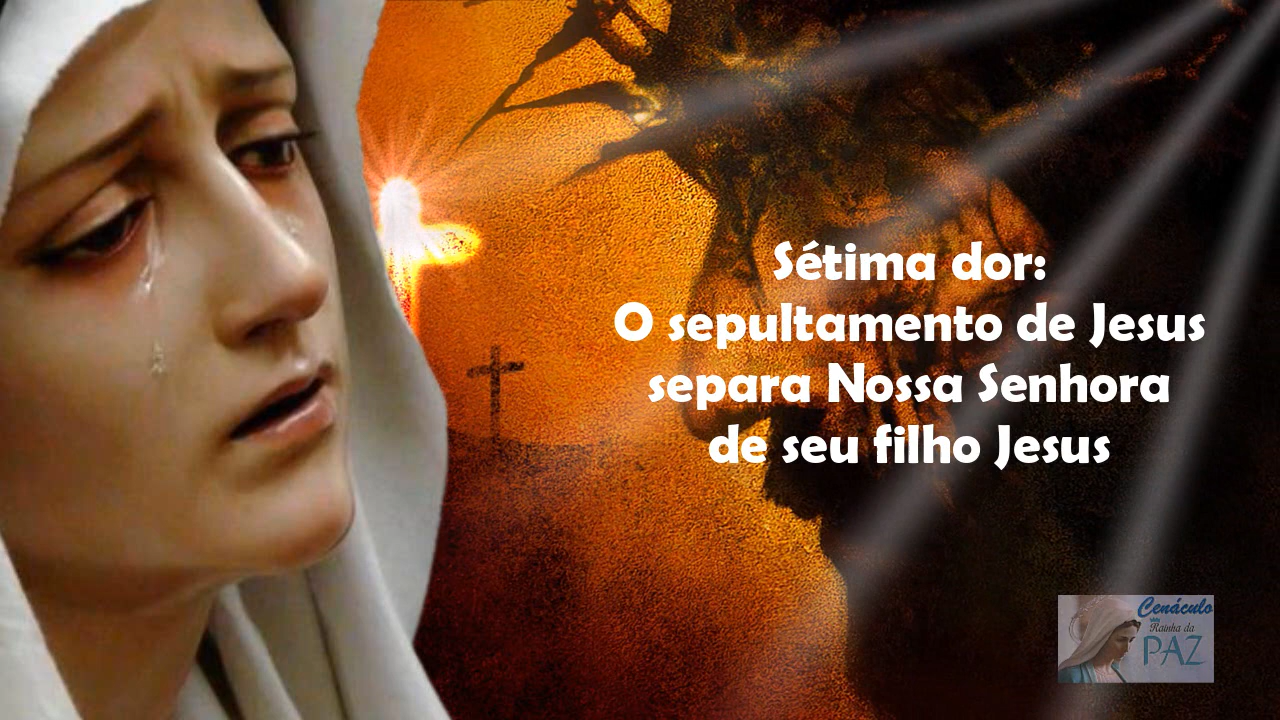 Sétima dor:
O sepultamento de Jesus
separa Nossa Senhora
de seu filho Jesus
Cenáculo
Rainha da
PAZ